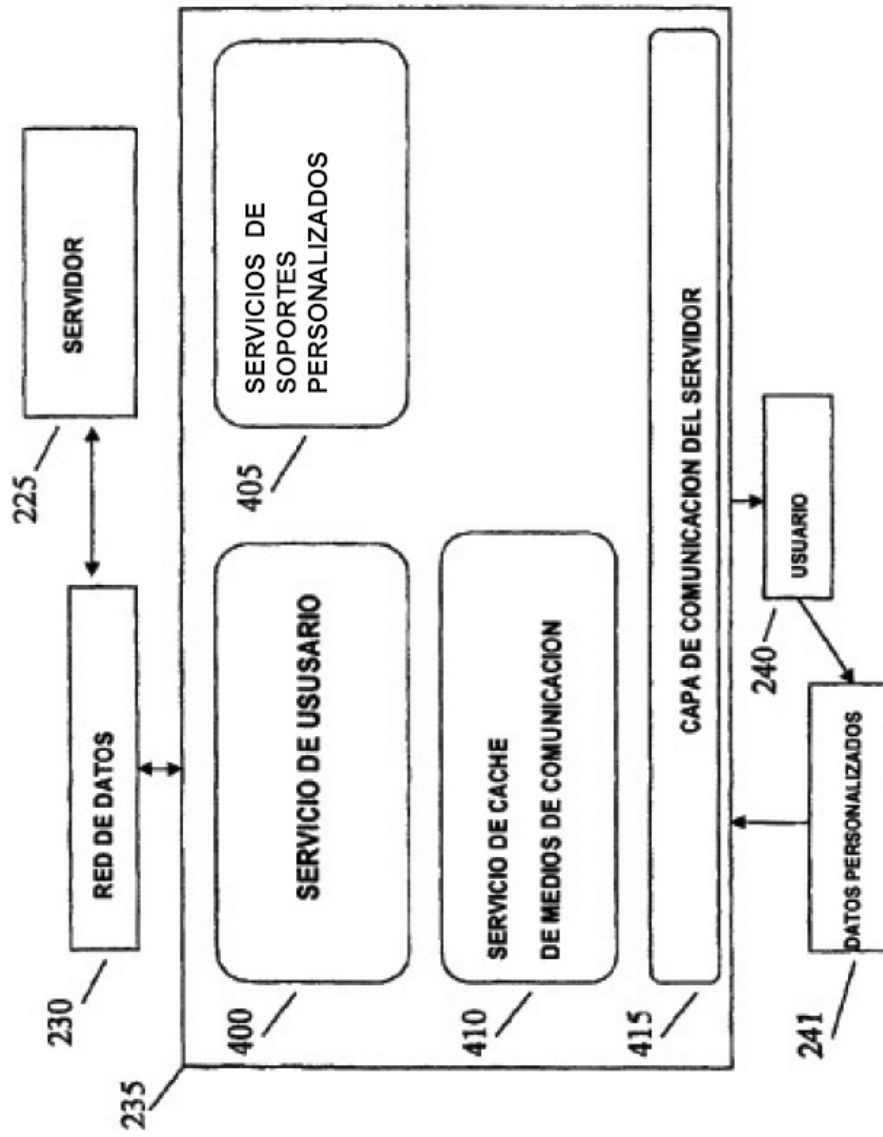 225
SERVIDOR
230
RED DE DATOS
235
400
SERVICIO DE USUSARIO
405
SERVICIOS DE
SOPORTES
PERSONALIZADOS
410
SERVICIO DE CACHE
DE MEDIOS DE COMUNICACION
415
CAPA DE COMUNICACION DEL SERVIDOR
240
USUARIO
241
DATOS PERSONALIZADOS